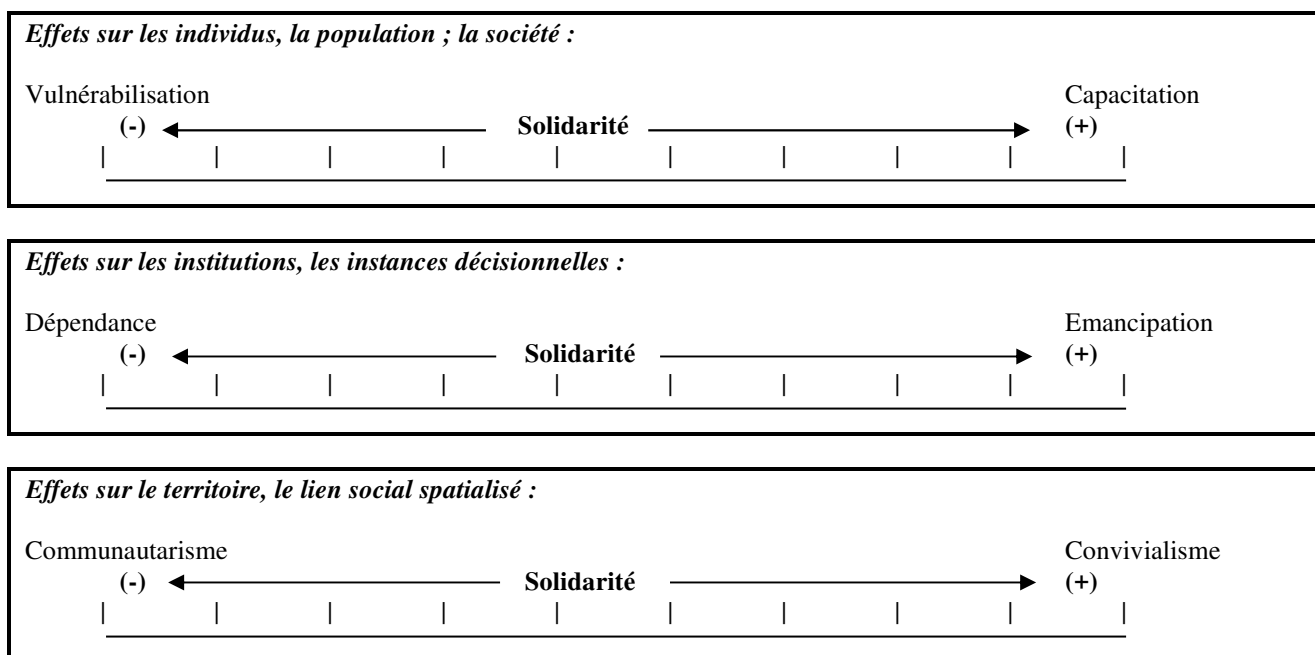 Effets sur les individus, la population ; la société :
Vulnérabilisation Capacitation
(-) Solidarité (+)
| | | | | | | | | |
Effets sur les institutions, les instances décisionnelles :
Dépendance Emancipation
(-) Solidarité (+)
| | | | | | | | | |
Effets sur le territoire, le lien social spatialisé :
Communautarisme Convivialisme
(-) Solidarité (+)
| | | | | | | | | |